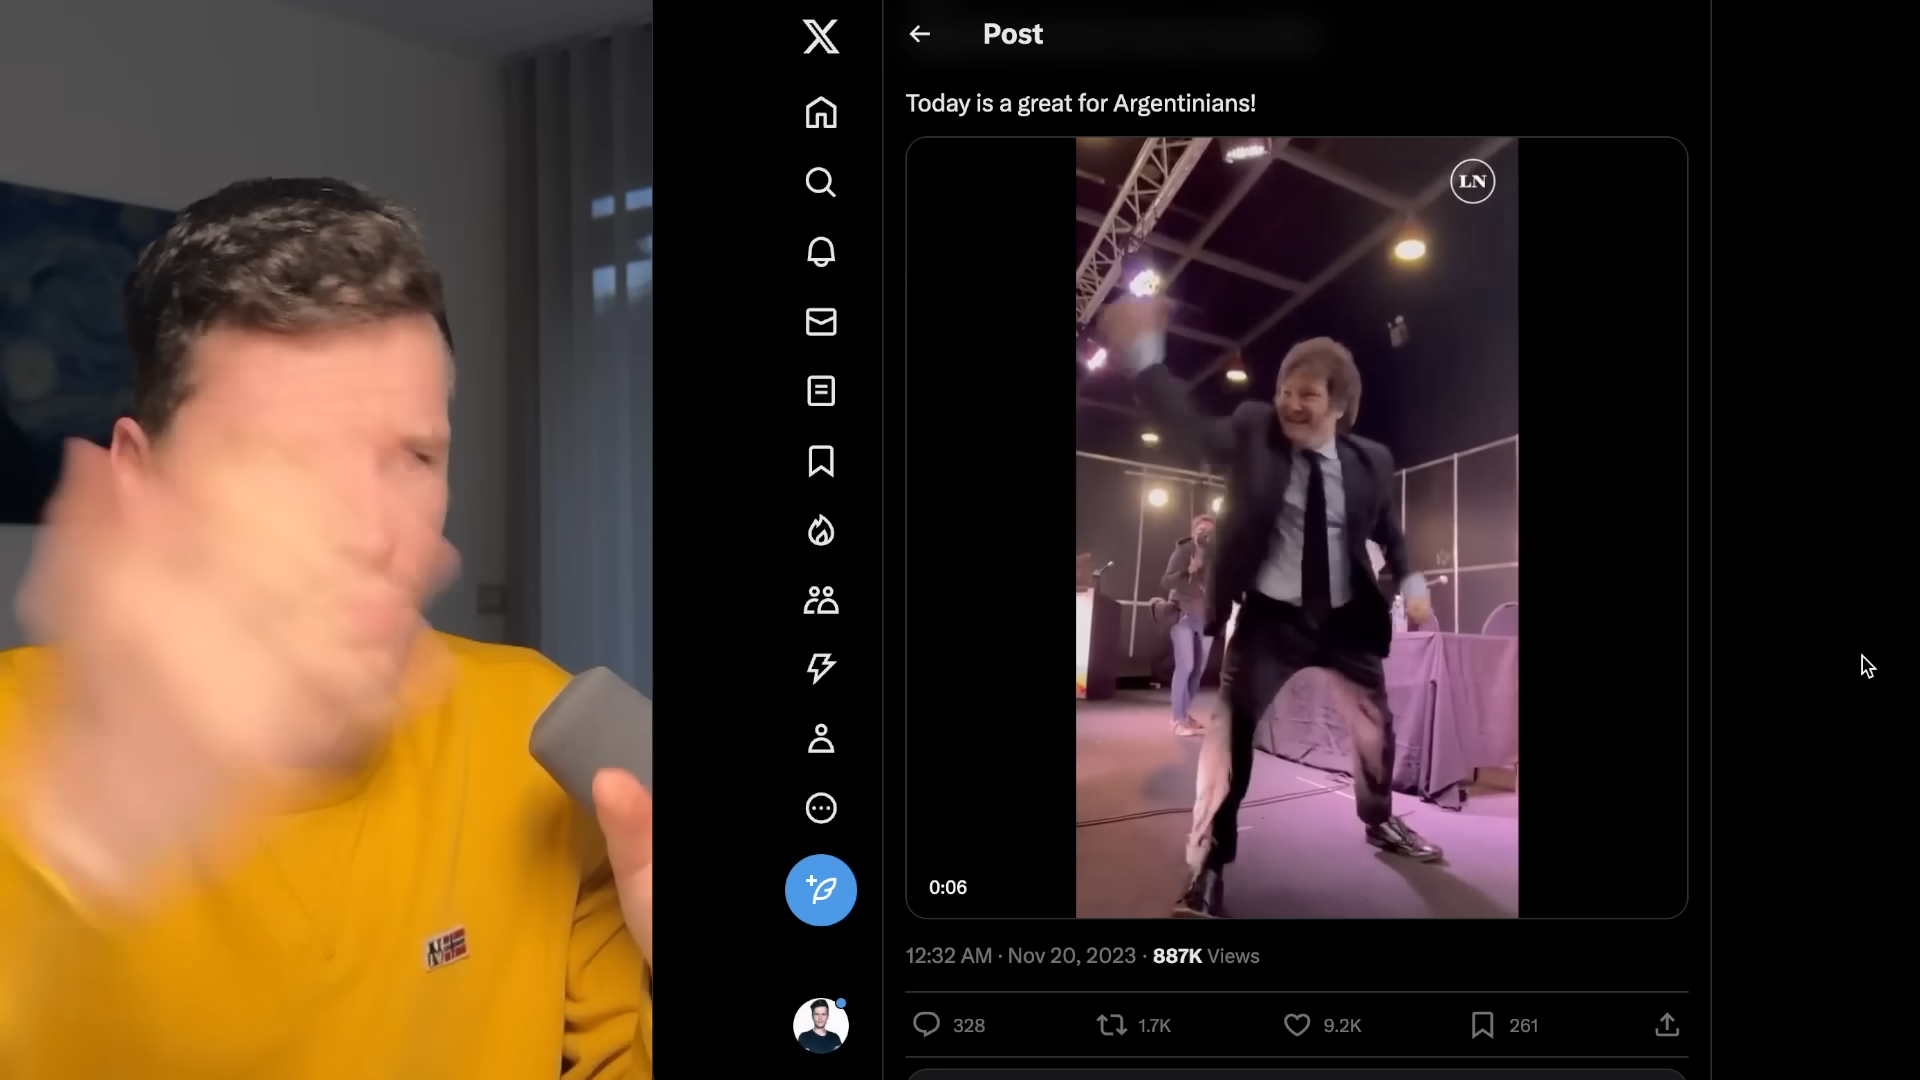 Post
Today is a great for Argentinians!
LN
0:06
12:32 AM · Nov 20, 2023 · 887K Views
328 1.7K 9.2K 261